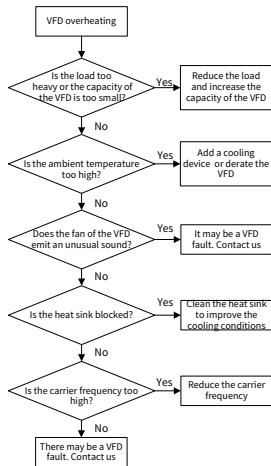 VFD overheating
Is the load too
heavy or the capacity of
the VFD is too small?
Yes
Reduce the load
and increase the
capacity of the VFD
No
Is the ambient temperature
too high?
Yes
Add a cooling
device or derate the
VFD
No
Does the fan of the VFD
emit an unusual sound?
Yes
It may be a VFD
fault. Contact us
No
Is the heat sink blocked?
Yes
Clean the heat sink
to improve the
cooling conditions
No
Is the carrier frequency too
high?
Yes
Reduce the carrier
frequency
No
There may be a VFD
fault. Contact us